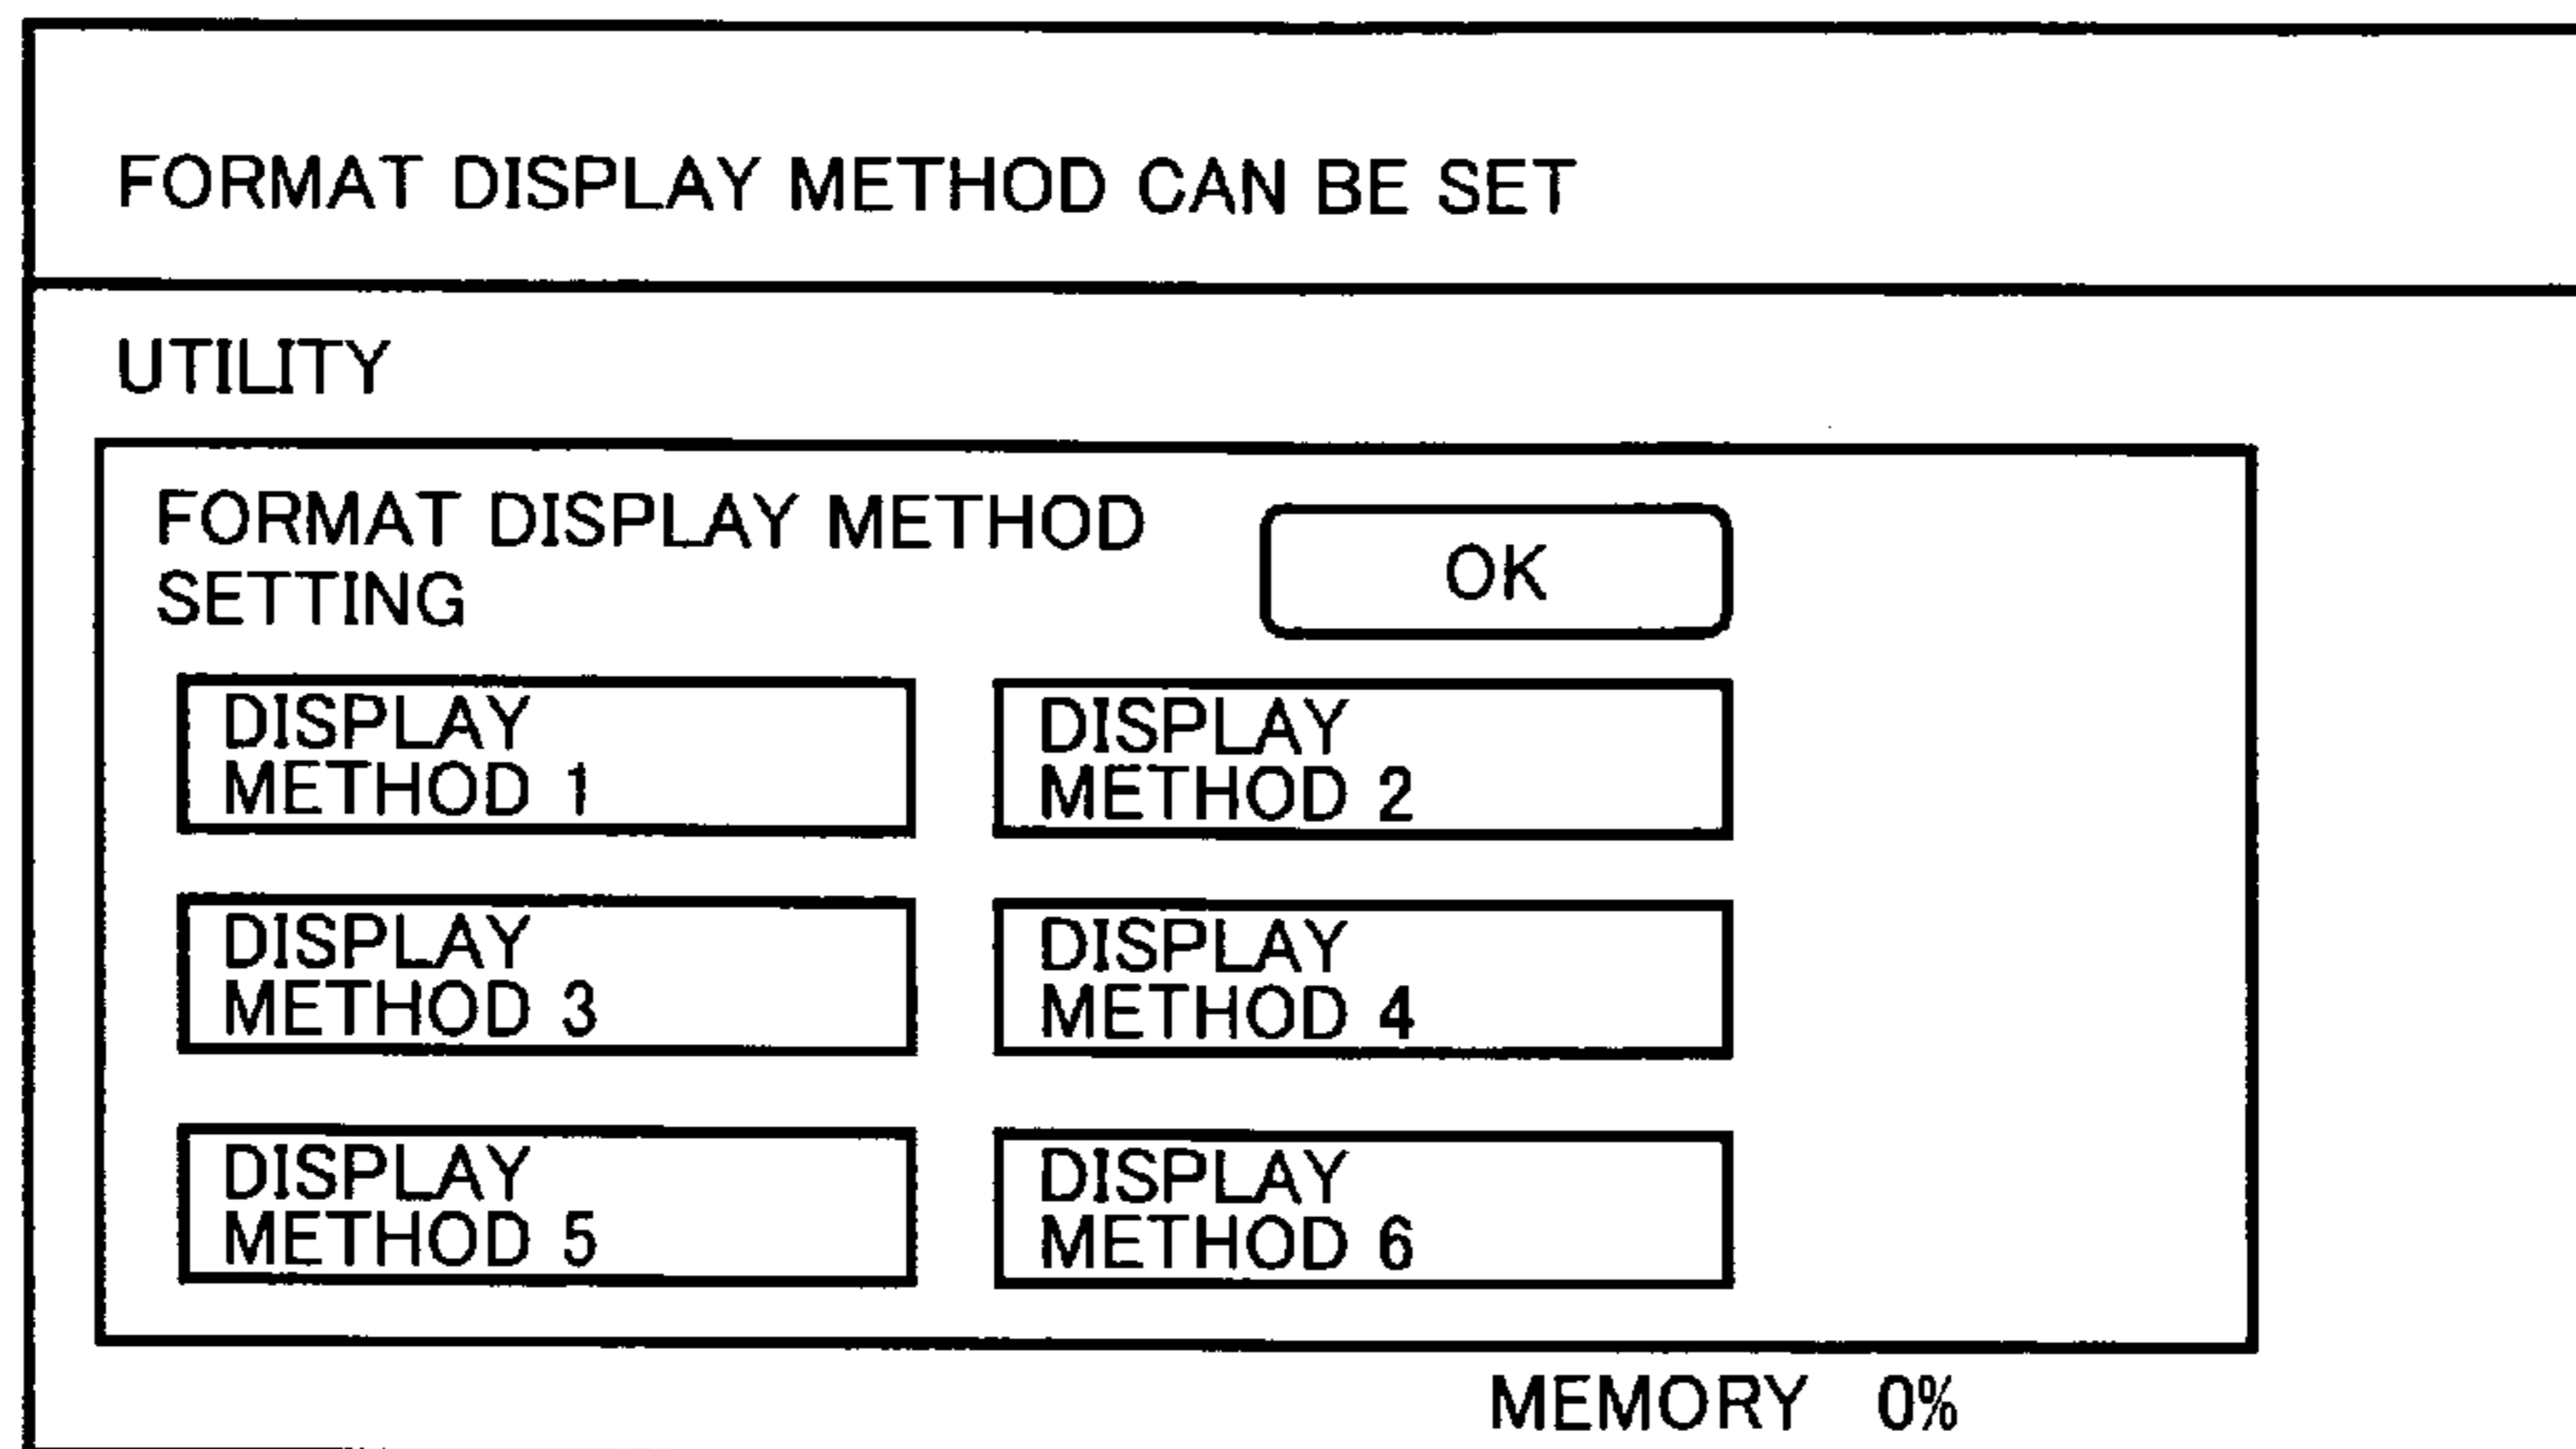 FORMAT DISPLAY METHOD CAN BE SET
UTILITY
FORMAT DISPLAY METHOD
SETTING
OK
DISPLAY
METHOD 1
DISPLAY
METHOD 2
DISPLAY
METHOD 3
DISPLAY
METHOD 4
DISPLAY
METHOD 5
DISPLAY
METHOD 6
MEMORY 0%